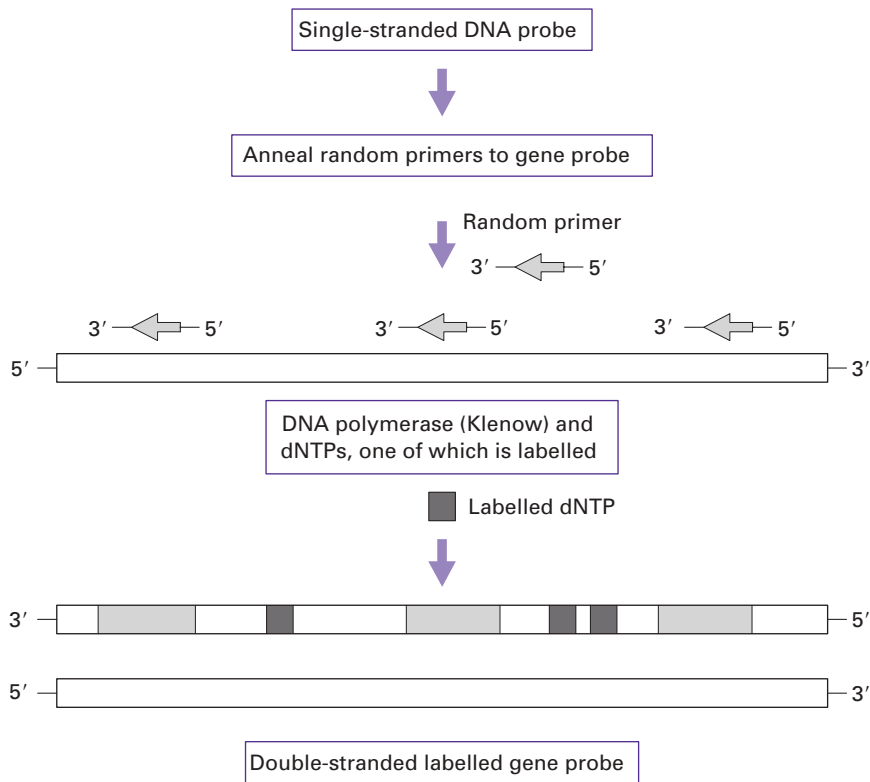 Single-stranded DNA probe
Anneal random primers to gene probe
Random primer
3′ 5′
3′ 5′ 3′ 5′ 3′ 5′
5′ 3′
DNA polymerase (Klenow) and
dNTPs, one of which is labelled
Labelled dNTP
3′ 5′
5′ 3′
Double-stranded labelled gene probe